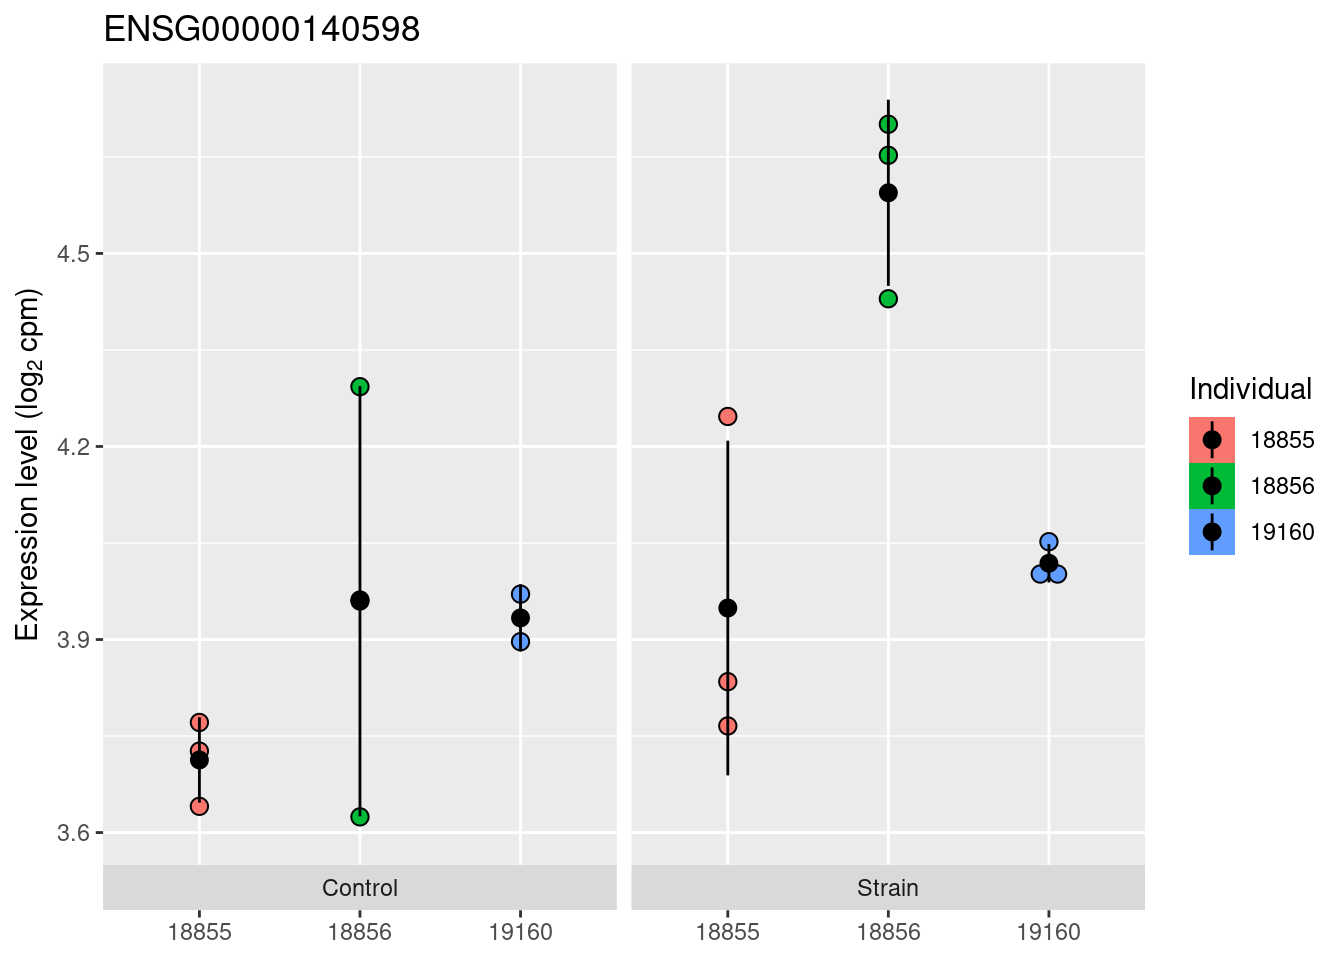 ENSG00000140598
Expression level (log₂ cpm)
4.5
4.2
3.9
3.6
Control
Strain
18855
18856
19160
18855
18856
19160
Individual
18855
18856
19160